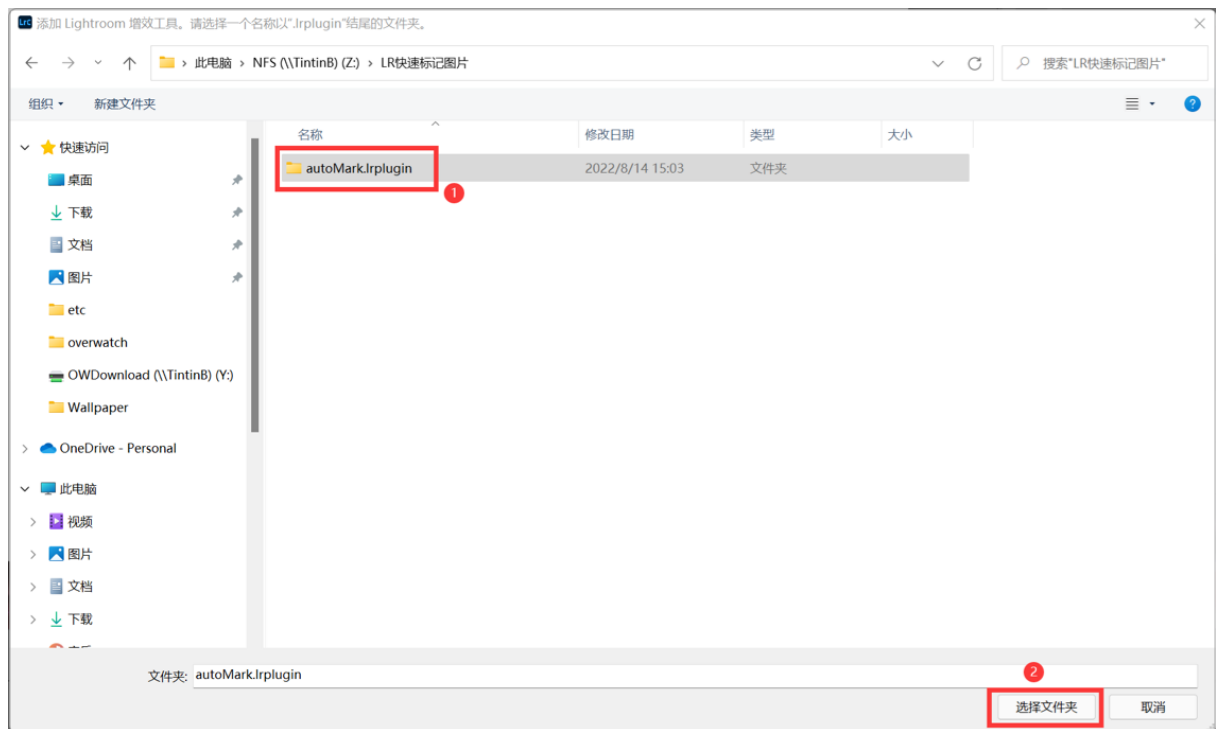 Lrc 添加 Lightroom 增效工具。请选择一个名称以".lrplugin"结尾的文件夹。
此电脑 › NFS (\\TintinB) (Z:) › LR快速标记图片
搜索"LR快速标记图片"
组织 新建文件夹
名称 修改日期 类型 大小
快速访问
autoMark.lrplugin 2022/8/14 15:03 文件夹
1
桌面
下载
文档
图片
etc
overwatch
OWDownload (\\TintinB) (Y:)
Wallpaper
OneDrive - Personal
此电脑
视频
图片
文档
下载
文件夹: autoMark.lrplugin
2
选择文件夹 取消